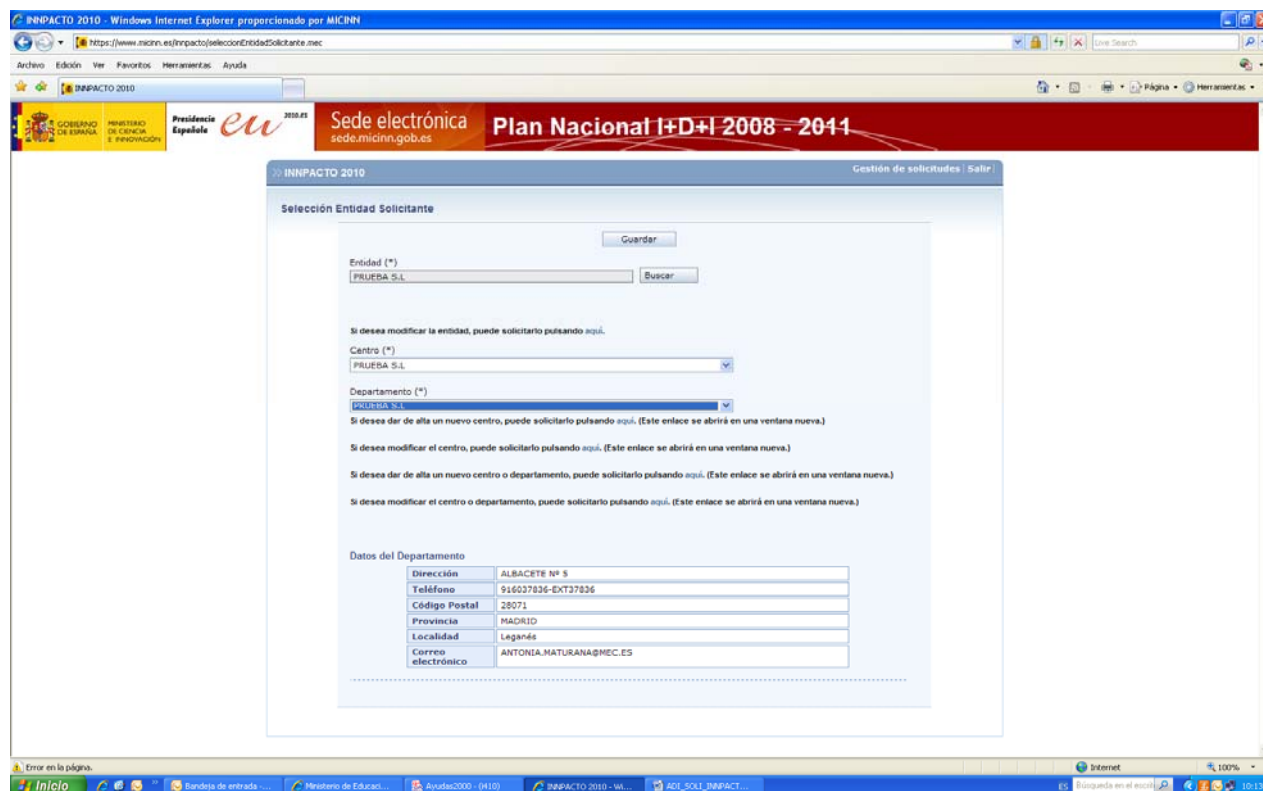 INNPACTO 2010 - Windows Internet Explorer proporcionado por MICINN
https://www.micinn.es/innpacto/seleccionEntidadSolicitante.mec
Live Search
Archivo Edición Ver Favoritos Herramientas Ayuda
INNPACTO 2010
Página
Herramientas
GOBIERNO DE ESPAÑA
MINISTERIO DE CIENCIA E INNOVACIÓN
Presidencia Española
eu
2010.es
Sede electrónica
sede.micinn.gob.es
Plan Nacional I+D+I 2008 - 2011
INNPACTO 2010
Gestión de solicitudes | Salir |
Selección Entidad Solicitante
Guardar
Entidad (*)
PRUEBA S.L
Buscar
Si desea modificar la entidad, puede solicitarlo pulsando aquí.
Centro (*)
PRUEBA S.L
Departamento (*)
PRUEBA S.L
Si desea dar de alta un nuevo centro, puede solicitarlo pulsando aquí. (Este enlace se abrirá en una ventana nueva.)
Si desea modificar el centro, puede solicitarlo pulsando aquí. (Este enlace se abrirá en una ventana nueva.)
Si desea dar de alta un nuevo centro o departamento, puede solicitarlo pulsando aquí. (Este enlace se abrirá en una ventana nueva.)
Si desea modificar el centro o departamento, puede solicitarlo pulsando aquí. (Este enlace se abrirá en una ventana nueva.)
Datos del Departamento
Dirección ALBACETE Nº 5
Teléfono 916037836-EXT37836
Código Postal 28071
Provincia MADRID
Localidad Leganés
Correo electrónico ANTONIA.MATURANA@MEC.ES
Error en la página.
Internet
100%
Inicio
Bandeja de entrada -...
Ministerio de Educaci...
Ayudas2000 - (0410)
INNPACTO 2010 - Wi...
ADI_SOLI_INNPACT...
ES
Búsqueda en el escrit
10:13